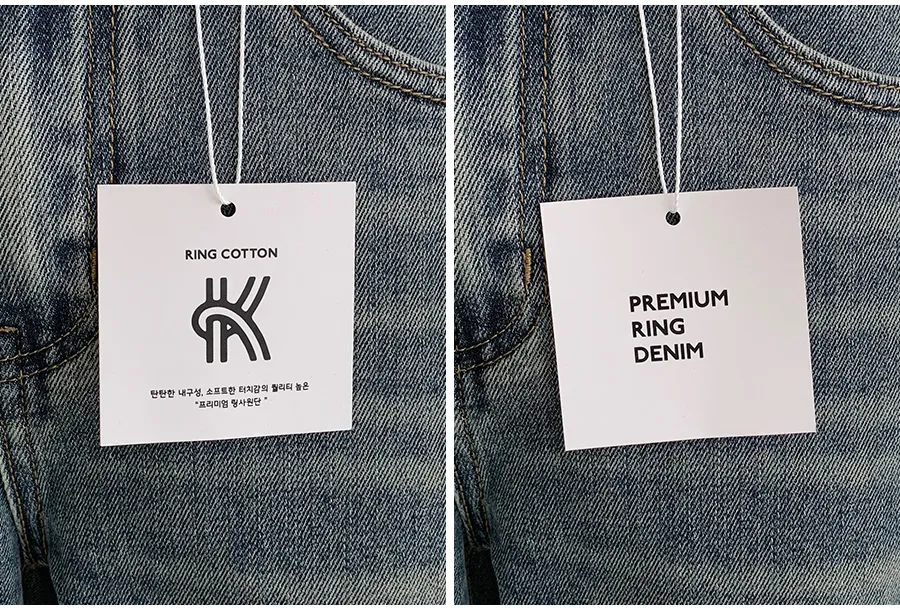 RING COTTON
탄탄한 내구성, 소프트한 터치감의 퀄리티 높은
“프리미엄 링사원단 ”
PREMIUM
RING
DENIM